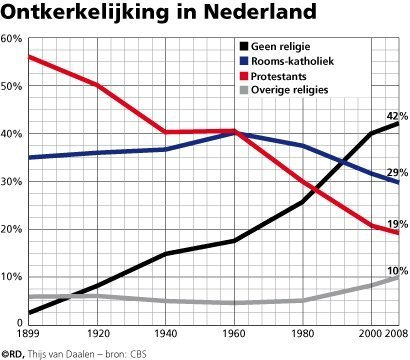 Ontkerkelijking in Nederland
60%
Geen religie
Rooms-katholiek
Protestants
Overige religies
50%
42%
40%
29%
30%
19%
20%
10%
10%
0
1899 1920 1940 1960 1980 2000 2008
©RD, Thijs van Daalen – bron: CBS